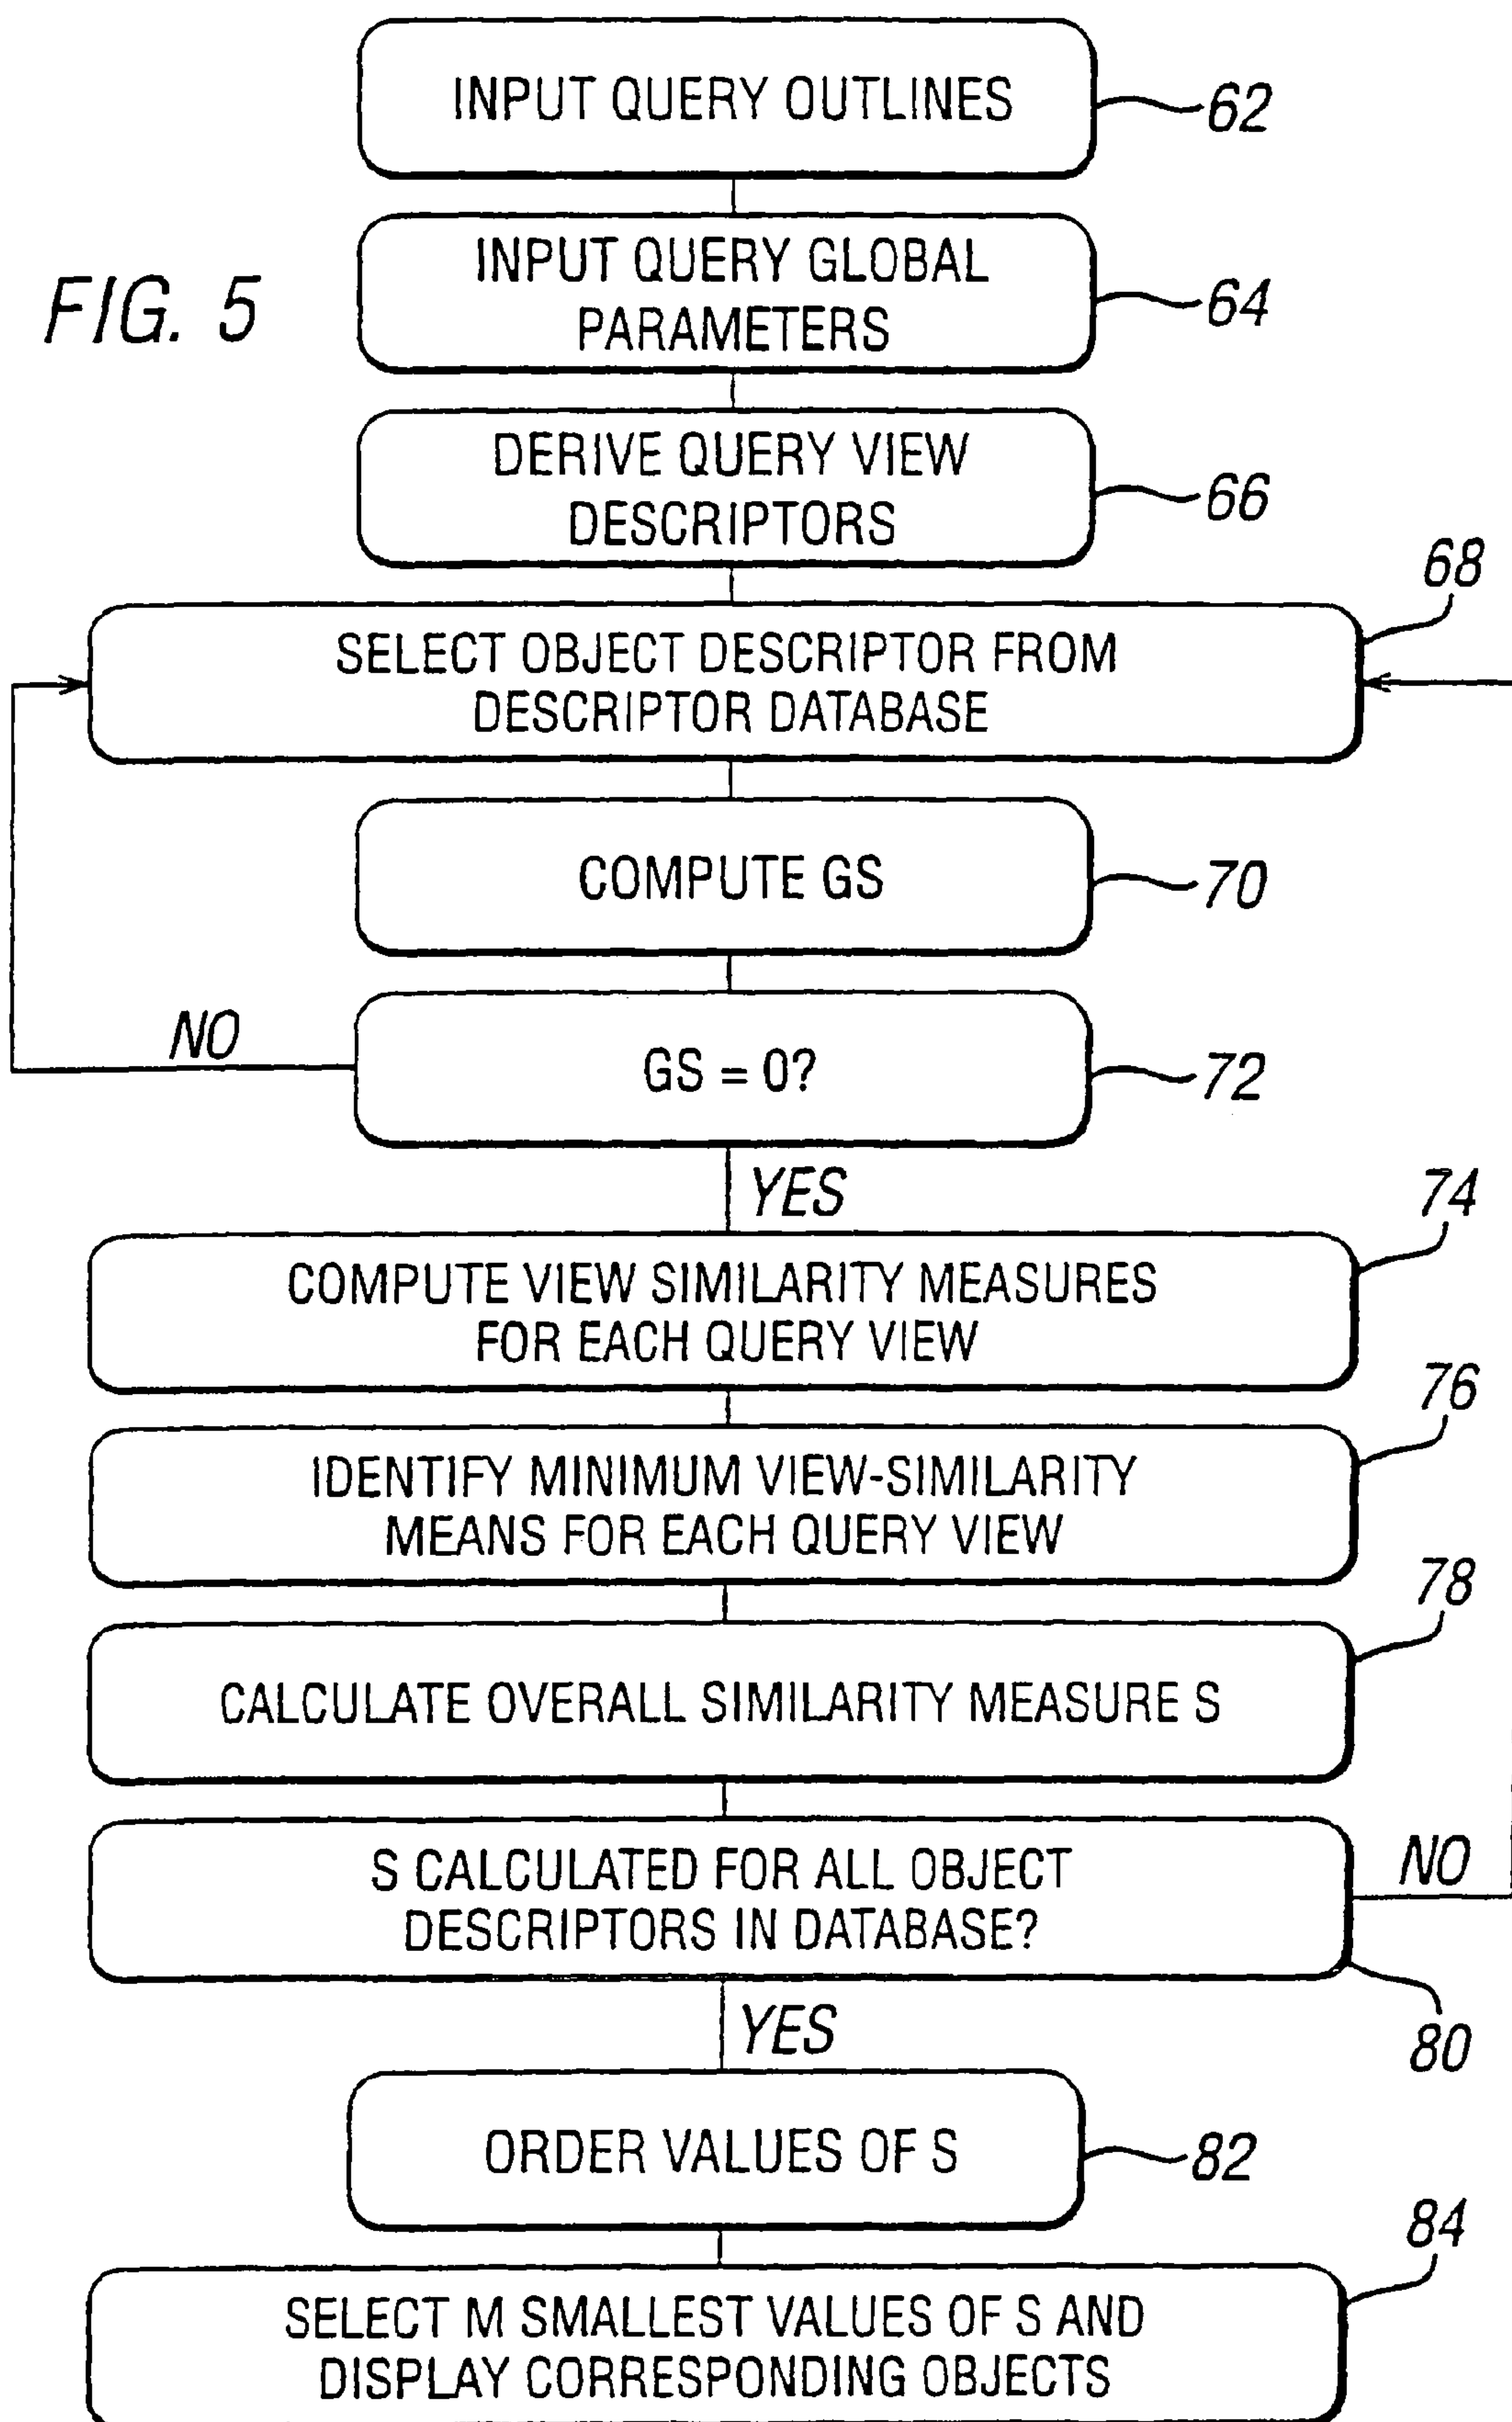 INPUT QUERY OUTLINES
62
INPUT QUERY GLOBAL
PARAMETERS
64
FIG. 5
DERIVE QUERY VIEW
DESCRIPTORS
66
68
SELECT OBJECT DESCRIPTOR FROM
DESCRIPTOR DATABASE
COMPUTE GS
70
NO
GS = 0?
72
YES
74
COMPUTE VIEW SIMILARITY MEASURES
FOR EACH QUERY VIEW
76
IDENTIFY MINIMUM VIEW-SIMILARITY
MEANS FOR EACH QUERY VIEW
78
CALCULATE OVERALL SIMILARITY MEASURE S
S CALCULATED FOR ALL OBJECT
DESCRIPTORS IN DATABASE?
NO
80
YES
ORDER VALUES OF S
82
84
SELECT M SMALLEST VALUES OF S AND
DISPLAY CORRESPONDING OBJECTS